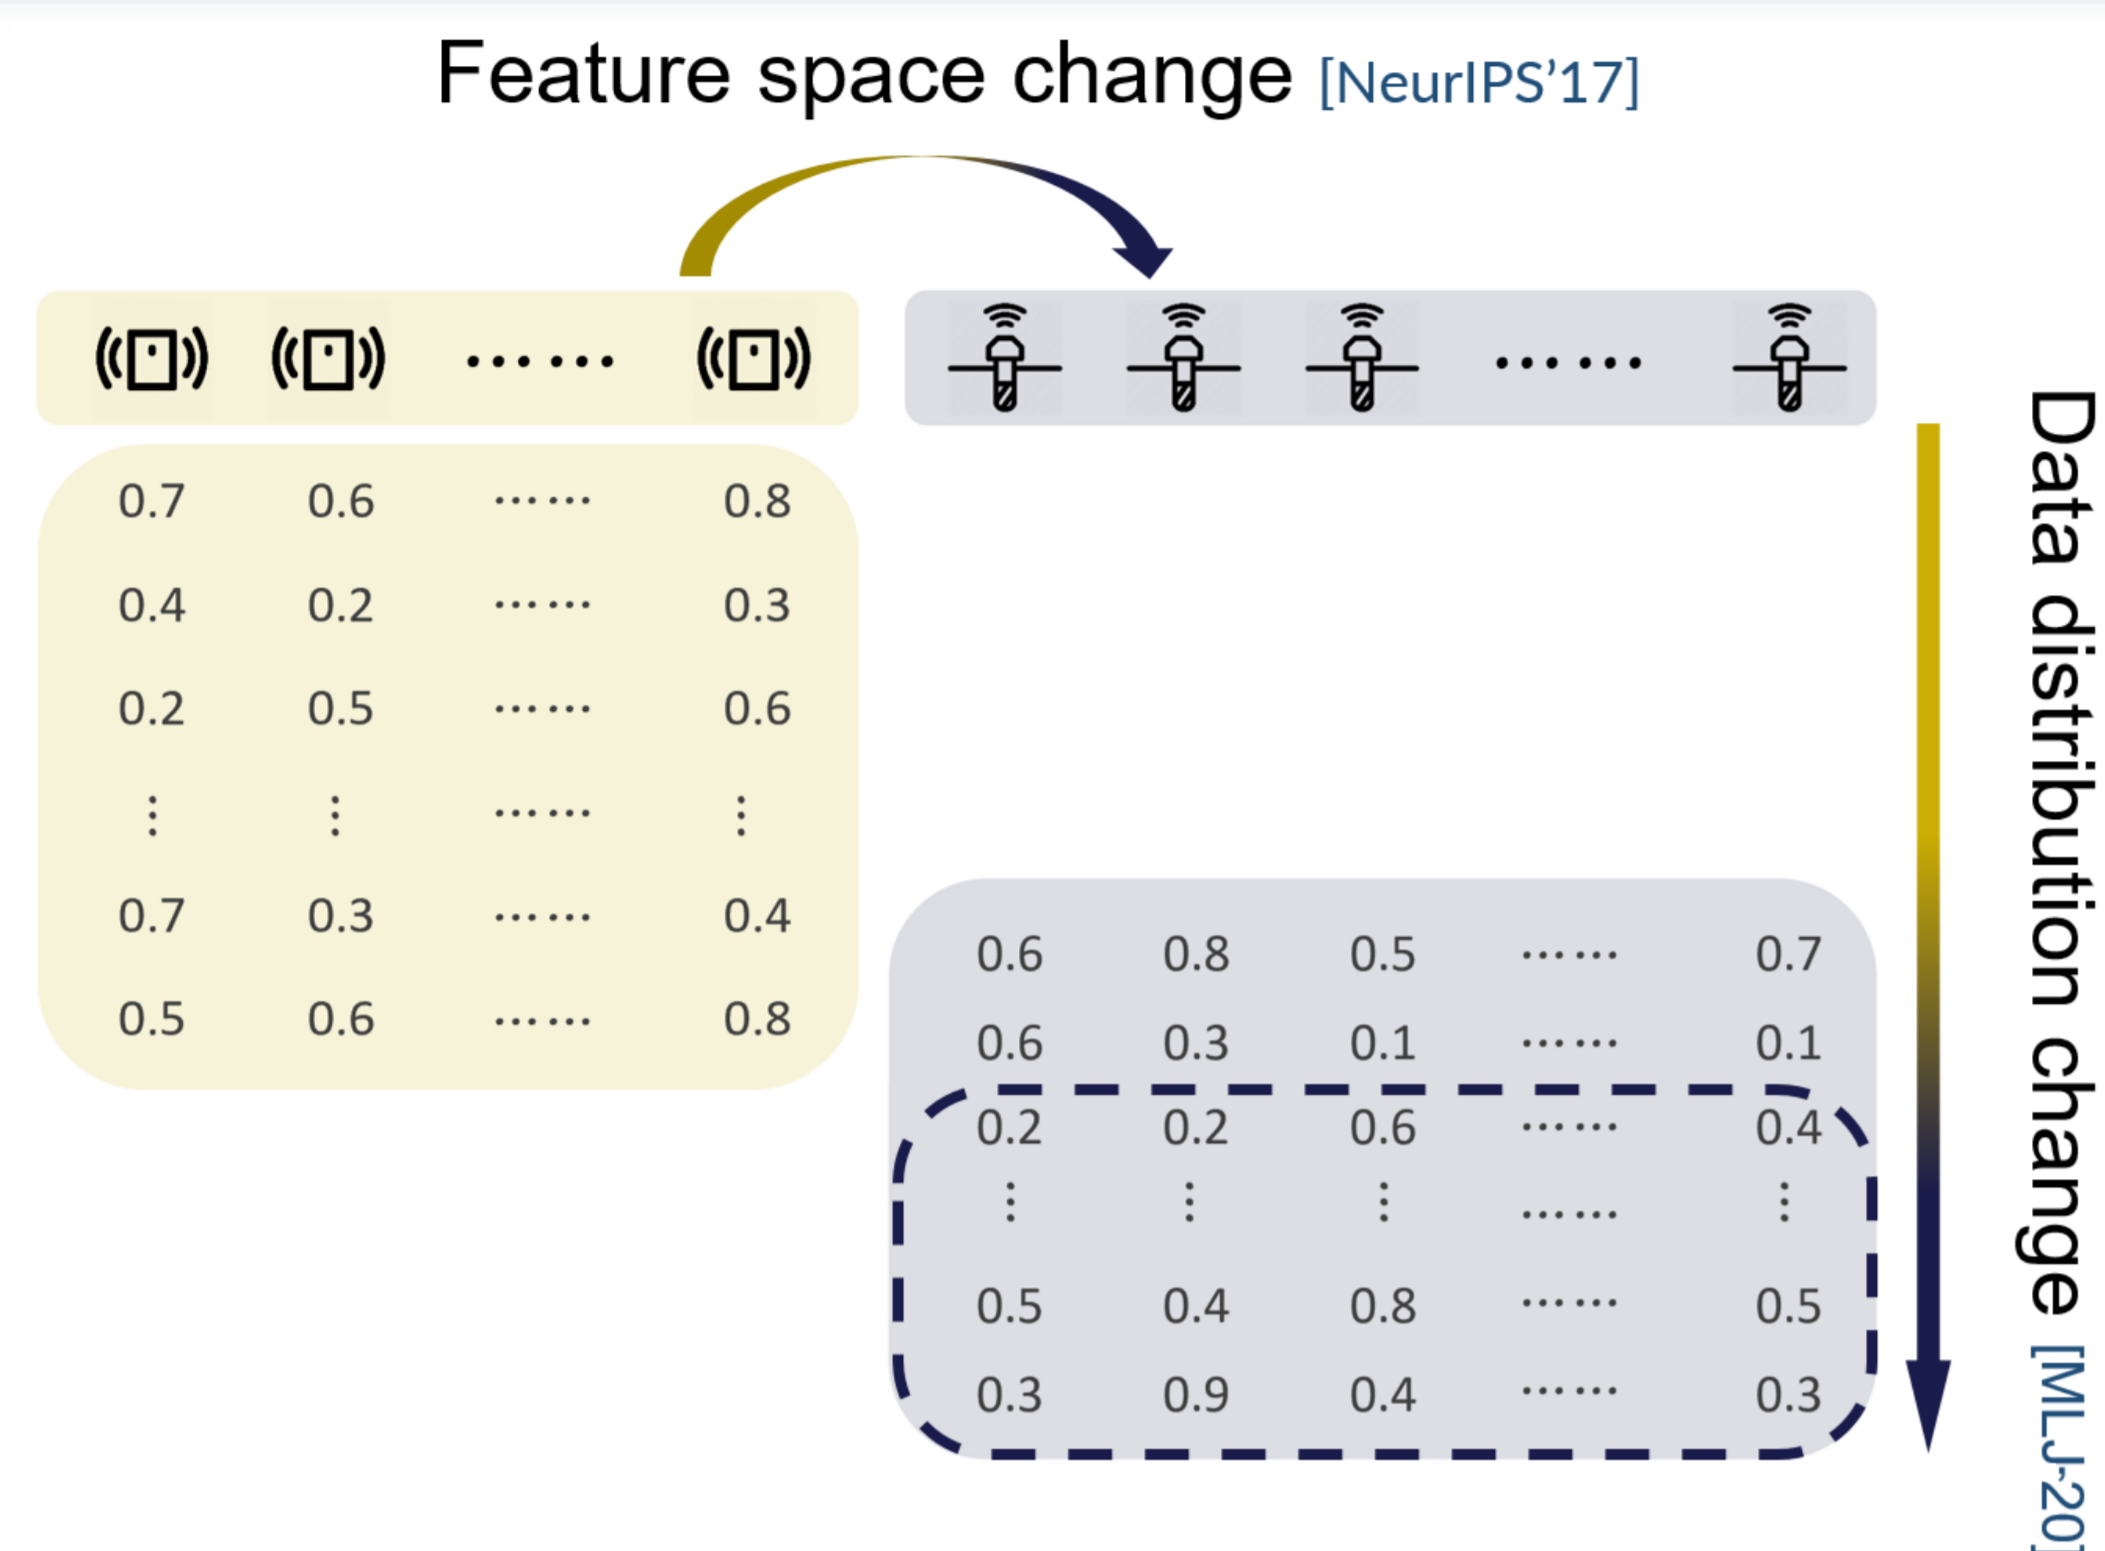 Feature space change [NeurIPS’17]
……
……
0.7 0.6 …… 0.8
0.4 0.2 …… 0.3
0.2 0.5 …… 0.6
⋮ ⋮ …… ⋮
0.7 0.3 …… 0.4
0.5 0.6 …… 0.8
0.6 0.8 0.5 …… 0.7
0.6 0.3 0.1 …… 0.1
0.2 0.2 0.6 …… 0.4
⋮ ⋮ ⋮ …… ⋮
0.5 0.4 0.8 …… 0.5
0.3 0.9 0.4 …… 0.3
Data distribution change [MLJ-20]